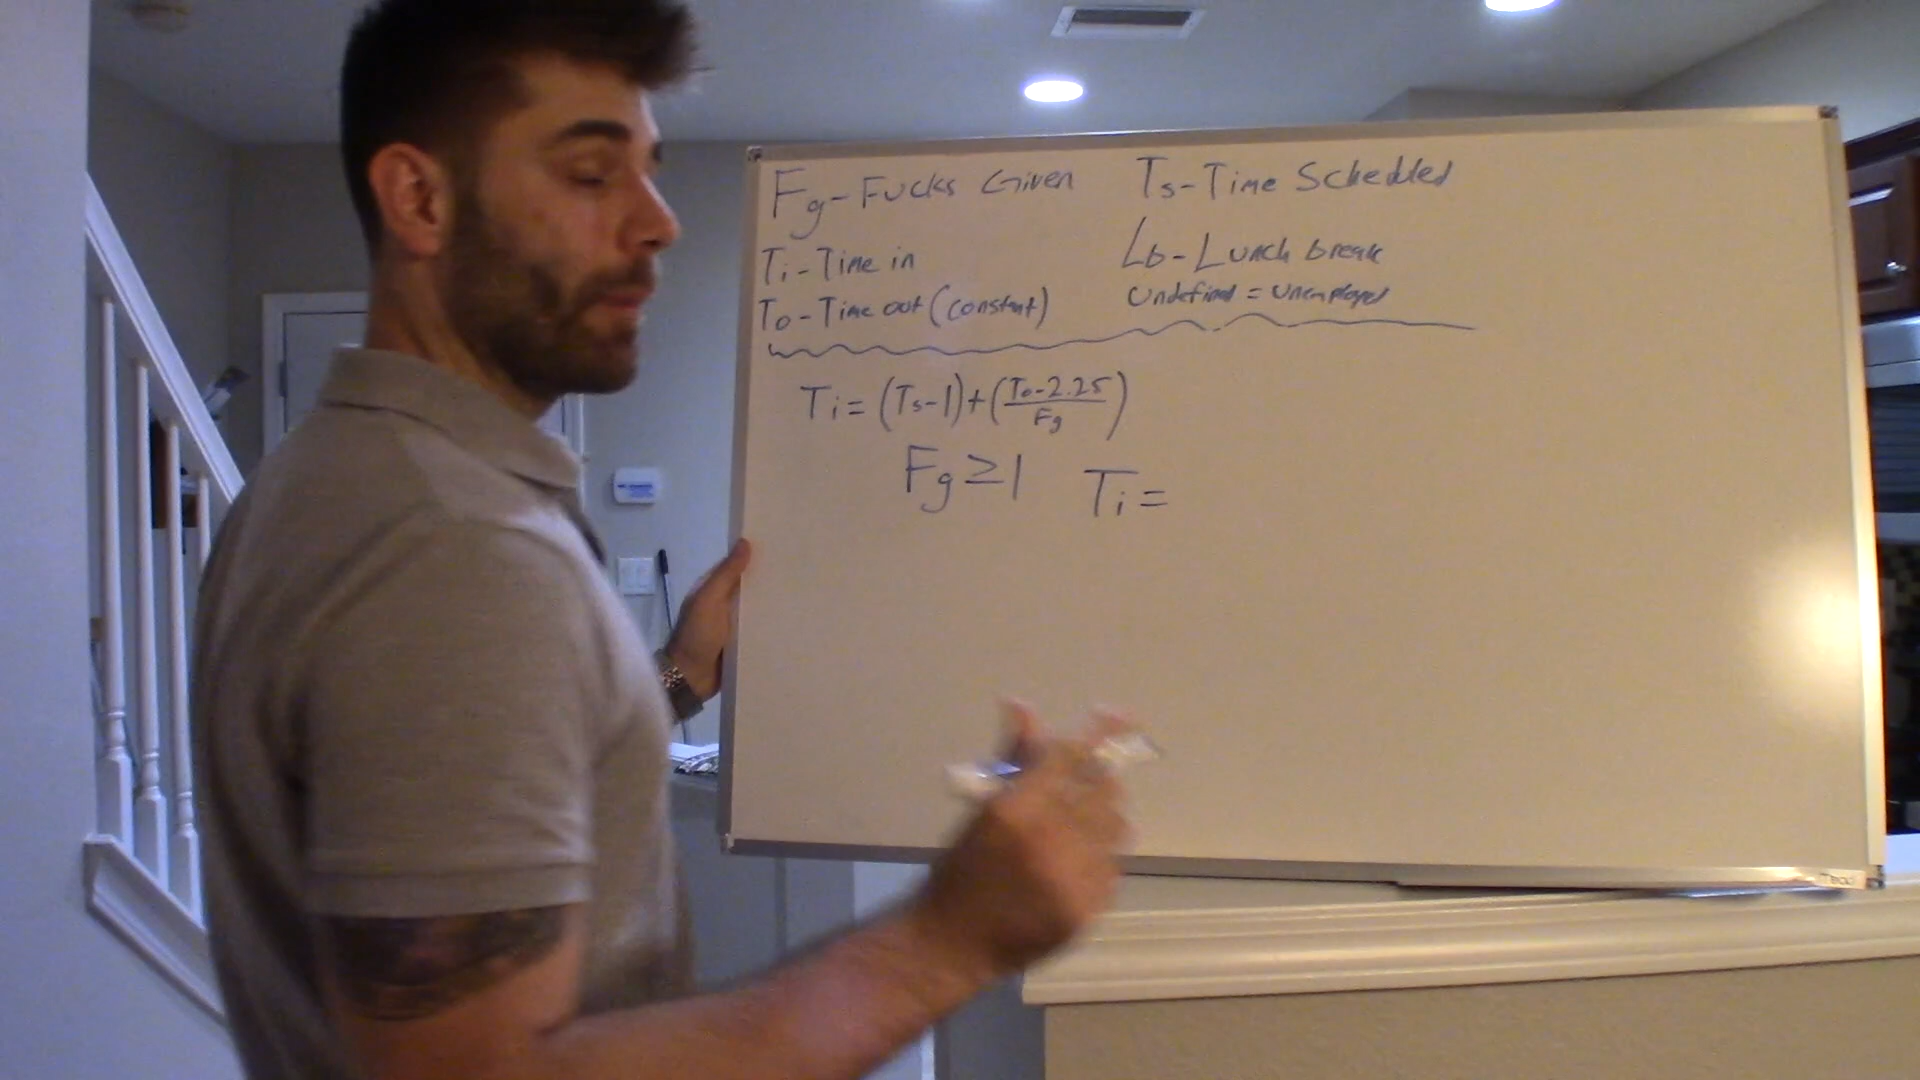 Fg-Fucks Given
Ti-Time in
To-Time out (constant)
Ts-Time Scheduled
Lb-Lunch break
undefined = unemployed
Ti = (Ts-1)+(To-2.25/Fg)
Fg≥1 Ti=